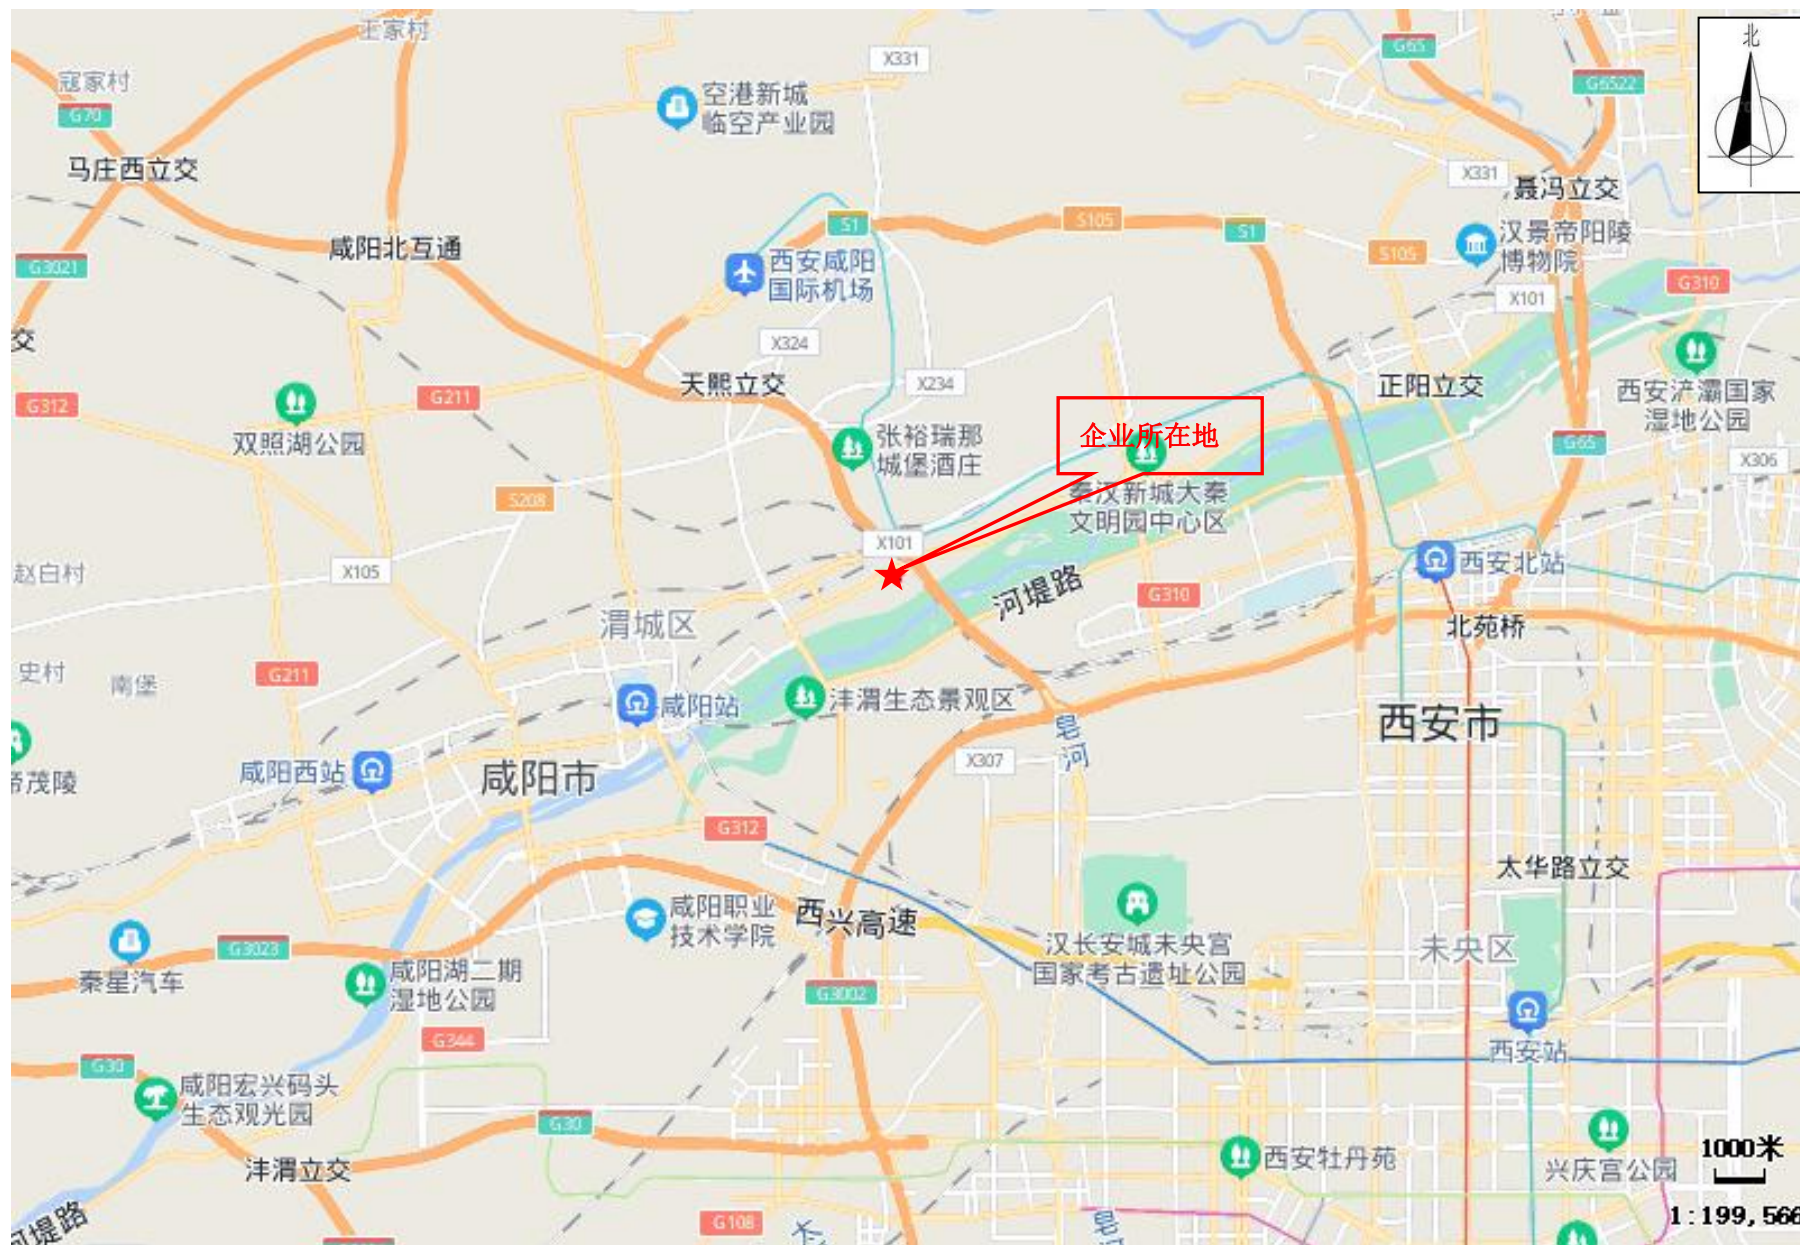 王家村
北
X331
G65
寇家村
G6522
空港新城
临空产业园
G70
马庄西立交
X331
聂冯立交
S1
S105
S1
汉景帝阳陵
博物院
咸阳北互通
S105
G3021
西安咸阳
国际机场
G310
X101
交
X324
天熙立交
X234
正阳立交
西安浐灞国家
湿地公园
G211
G312
双照湖公园
企业所在地
张裕瑞那
城堡酒庄
G65
X306
S208
秦汉新城大秦
文明园中心区
X101
西安北站
赵白村
X105
河堤路
G310
渭城区
北苑桥
史村
南堡
G211
咸阳站
沣渭生态景观区
西安市
皂河
咸阳西站
咸阳市
X307
帝茂陵
G312
太华路立交
咸阳职业
技术学院
西兴高速
汉长安城未央宫
国家考古遗址公园
未央区
G3023
秦星汽车
咸阳湖二期
湿地公园
G3002
G344
西安站
G30
咸阳宏兴码头
生态观光园
G30
沣渭立交
西安牡丹苑
兴庆宫公园
1000米
河堤路
G108
皂河
1:199,566